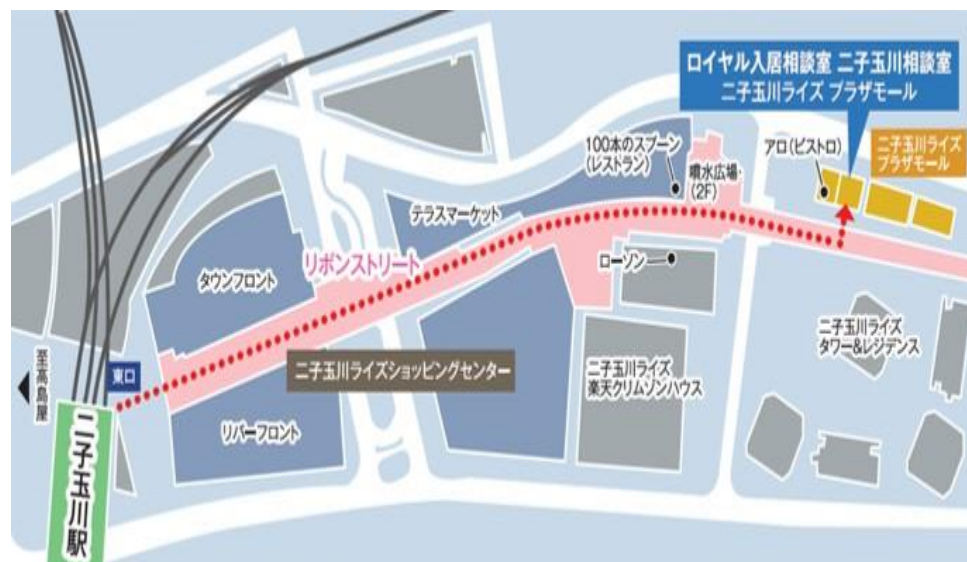 ロイヤル入居相談室 二子玉川相談室
二子玉川ライズ プラザモール
100本のスプーン
(レストラン)
噴水広場・
(2F)
アロ(ビストロ)
二子玉川ライズ
プラザモール
テラスマーケット
リボンストリート
タウンフロント
ローソン
二子玉川ライズ
タワー&レジデンス
至高島屋
東口
二子玉川ライズショッピングセンター
二子玉川ライズ
楽天クリムゾンハウス
リバーフロント
二子玉川駅